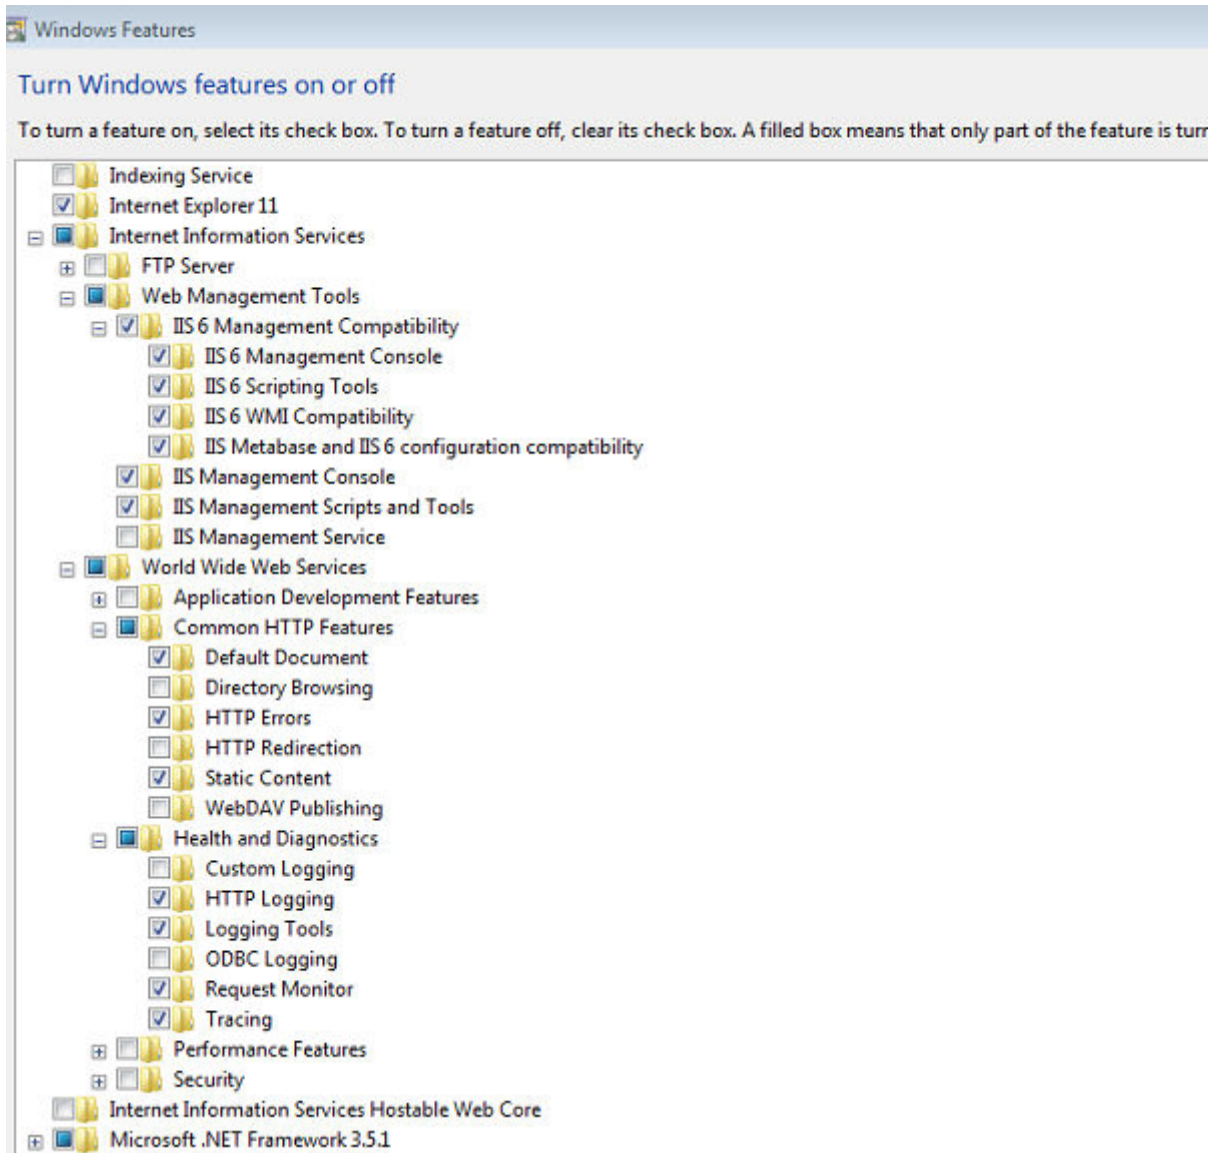 Windows Features
Turn Windows features on or off
To turn a feature on, select its check box. To turn a feature off, clear its check box. A filled box means that only part of the feature is
Indexing Service
Internet Explorer 11
Internet Information Services
FTP Server
Web Management Tools
IIS 6 Management Compatibility
IIS 6 Management Console
IIS 6 Scripting Tools
IIS 6 WMI Compatibility
IIS Metabase and IIS 6 configuration compatibility
IIS Management Console
IIS Management Scripts and Tools
IIS Management Service
World Wide Web Services
Application Development Features
Common HTTP Features
Default Document
Directory Browsing
HTTP Errors
HTTP Redirection
Static Content
WebDAV Publishing
Health and Diagnostics
Custom Logging
HTTP Logging
Logging Tools
ODBC Logging
Request Monitor
Tracing
Performance Features
Security
Internet Information Services Hostable Web Core
Microsoft .NET Framework 3.5.1